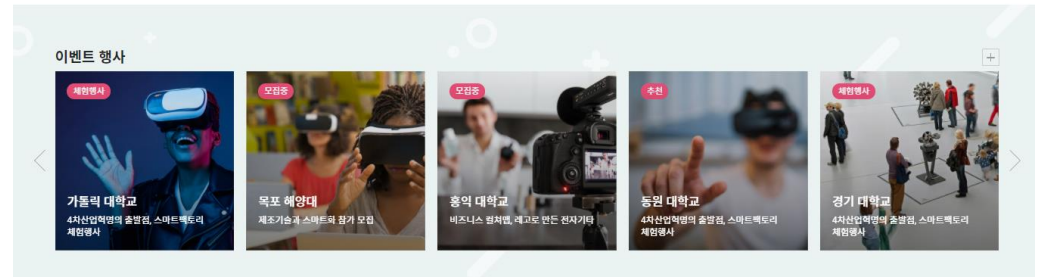 이벤트 행사
체험행사
가톨릭 대학교
4차산업혁명의 출발점, 스마트팩토리
체험행사
모집중
목포 해양대
제조기술과 스마트화 참가 모집
모집중
홍익 대학교
비즈니스 컬쳐맵, 레고로 만든 전자기타
추천
동원 대학교
4차산업혁명의 출발점, 스마트팩토리
체험행사
체험행사
경기 대학교
4차산업혁명의 출발점, 스마트팩토리
체험행사